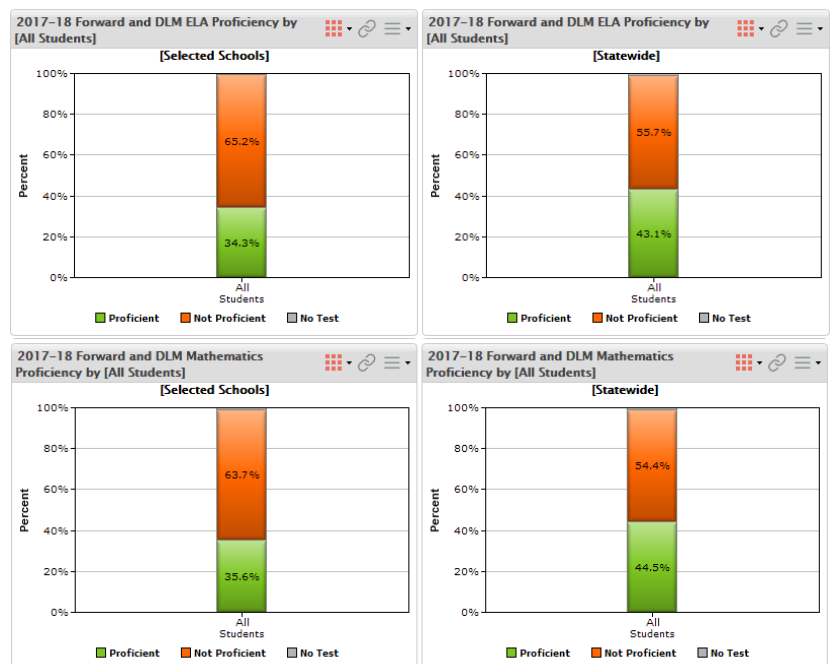 2017-18 Forward and DLM ELA Proficiency by
[All Students]
[Selected Schools]
100%
80%
60%
40%
20%
0%
Percent
65.2%
34.3%
All
Students
Proficient Not Proficient No Test
2017-18 Forward and DLM ELA Proficiency by
[All Students]
[Statewide]
100%
80%
60%
40%
20%
0%
Percent
55.7%
43.1%
All
Students
Proficient Not Proficient No Test
2017-18 Forward and DLM Mathematics
Proficiency by [All Students]
[Selected Schools]
100%
80%
60%
40%
20%
0%
Percent
63.7%
35.6%
All
Students
Proficient Not Proficient No Test
2017-18 Forward and DLM Mathematics
Proficiency by [All Students]
[Statewide]
100%
80%
60%
40%
20%
0%
Percent
54.4%
44.5%
All
Students
Proficient Not Proficient No Test